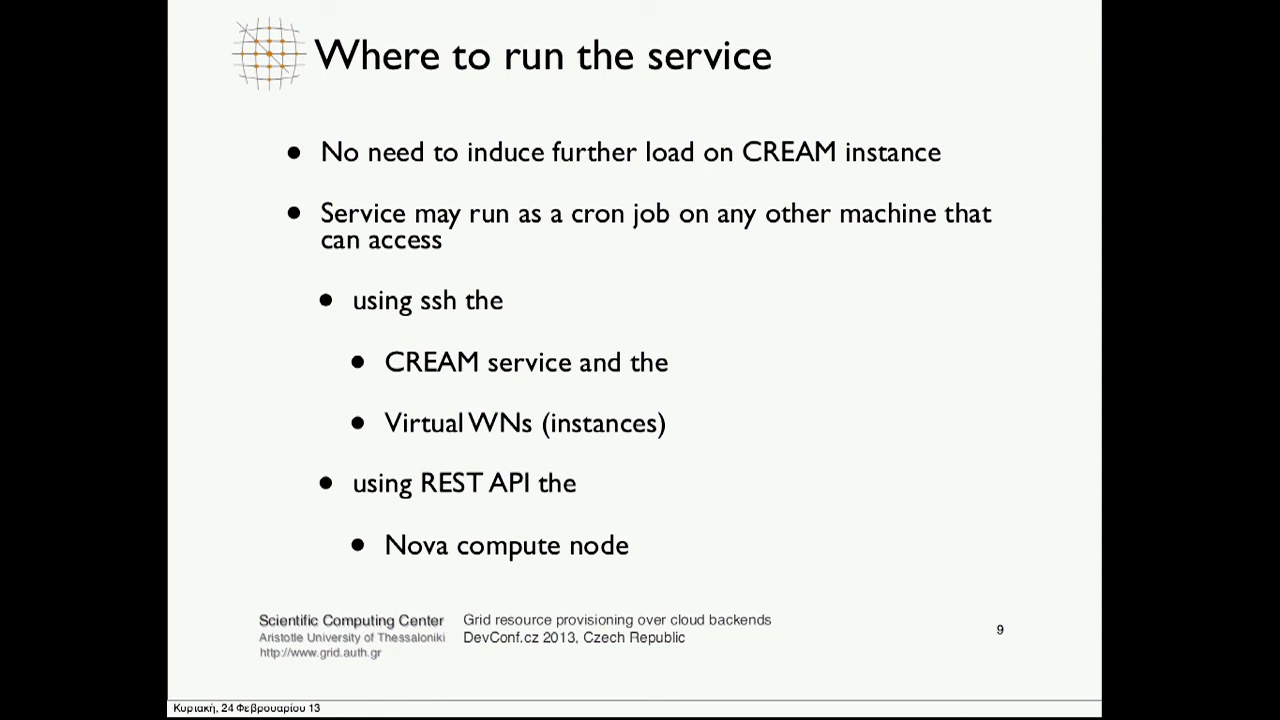 Where to run the service
No need to induce further load on CREAM instance
Service may run as a cron job on any other machine that
can access
using ssh the
CREAM service and the
Virtual WNs (instances)
using REST API the
Nova compute node
Scientific Computing Center
Aristotle University of Thessaloniki
http://www.grid.auth.gr
Grid resource provisioning over cloud backends
DevConf.cz 2013, Czech Republic
9
Κυριακή, 24 Φεβρουαρίου 13